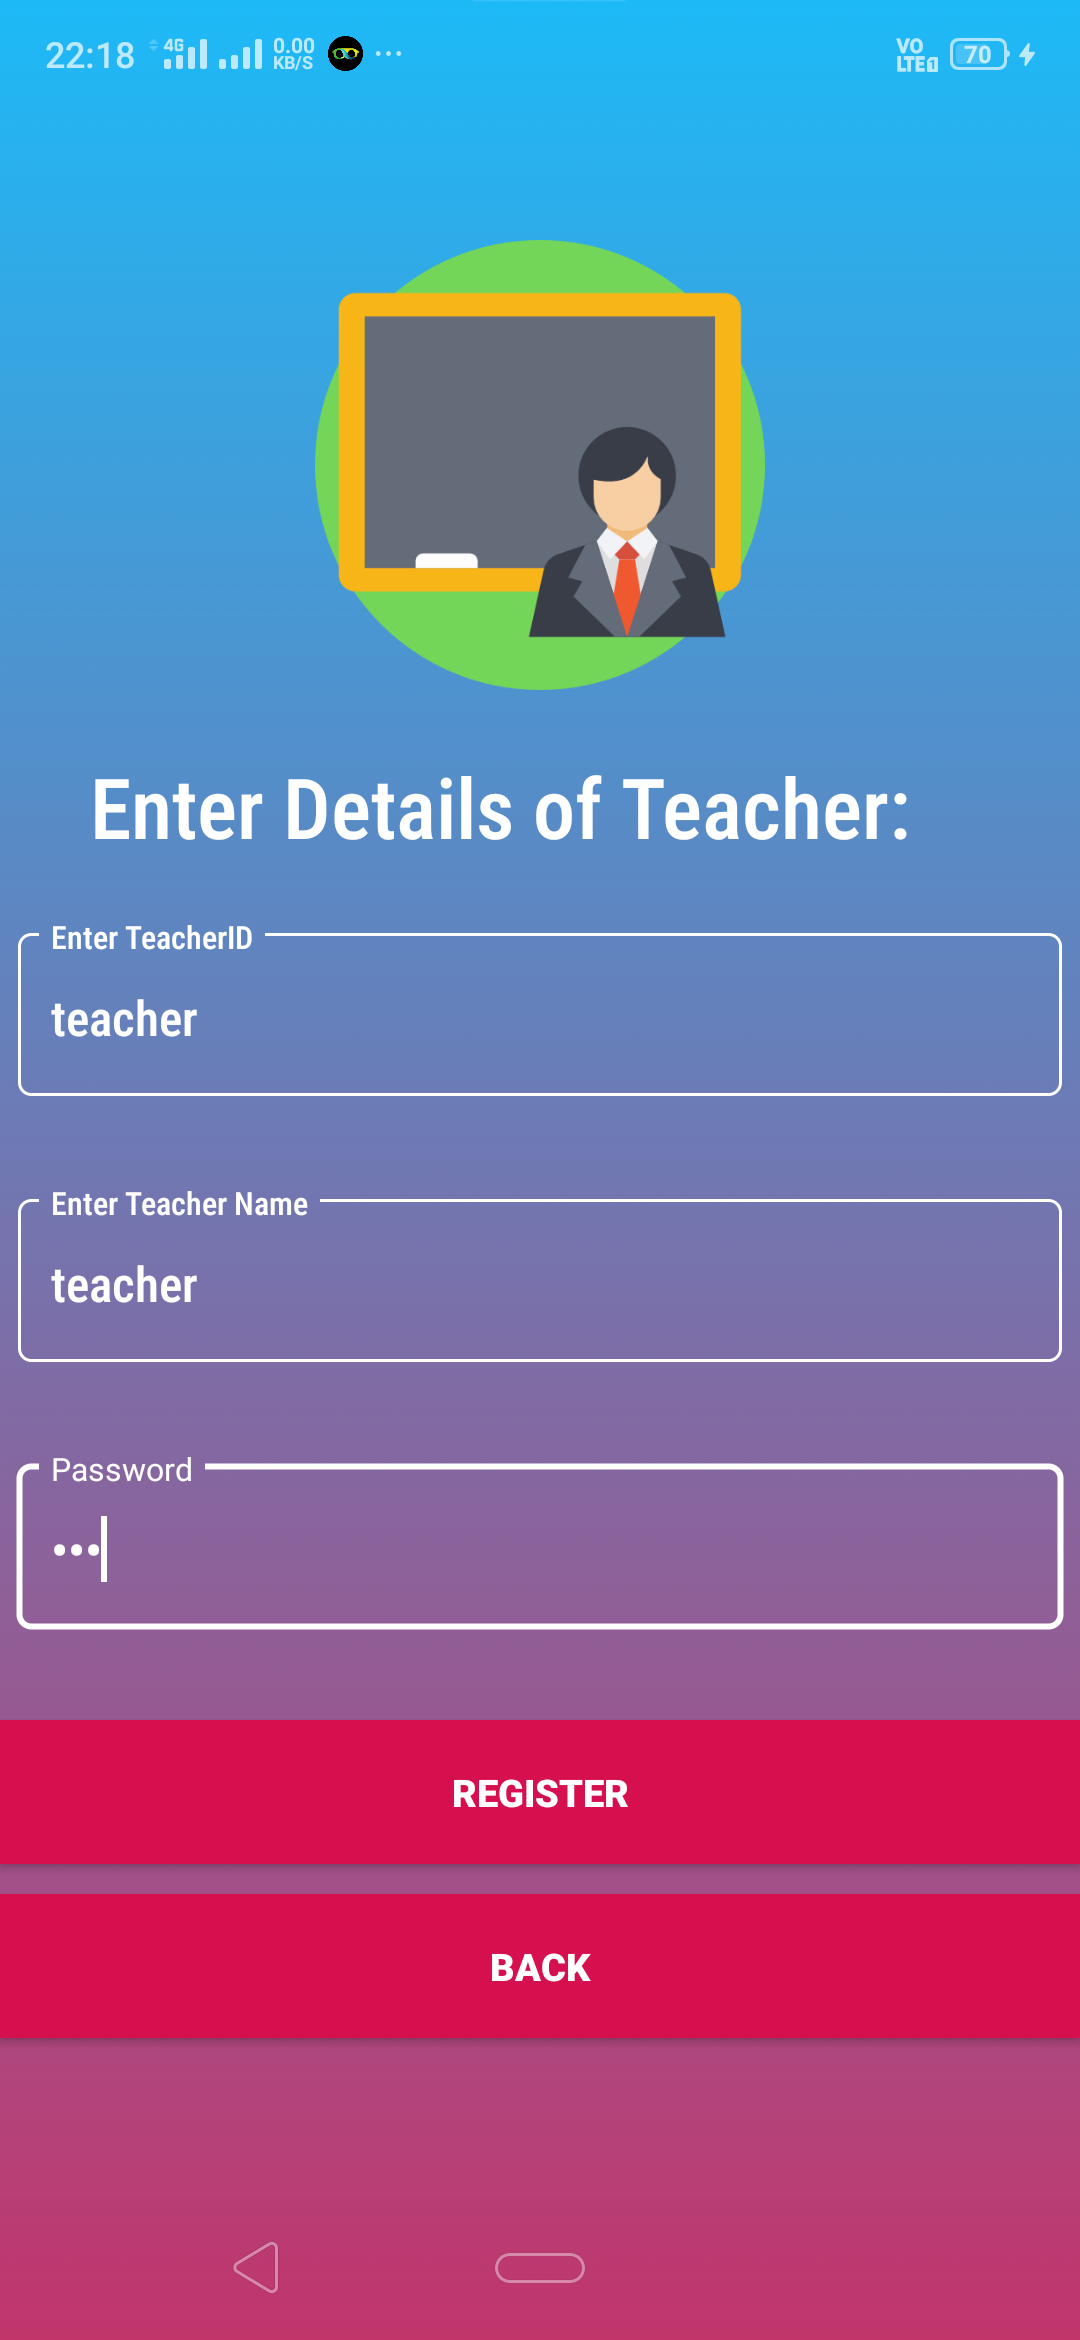 22:18 4G 0.00 KB/S ... VO LTE 1 70
Enter Details of Teacher:
Enter TeacherID
teacher
Enter Teacher Name
teacher
Password
•••
REGISTER
BACK